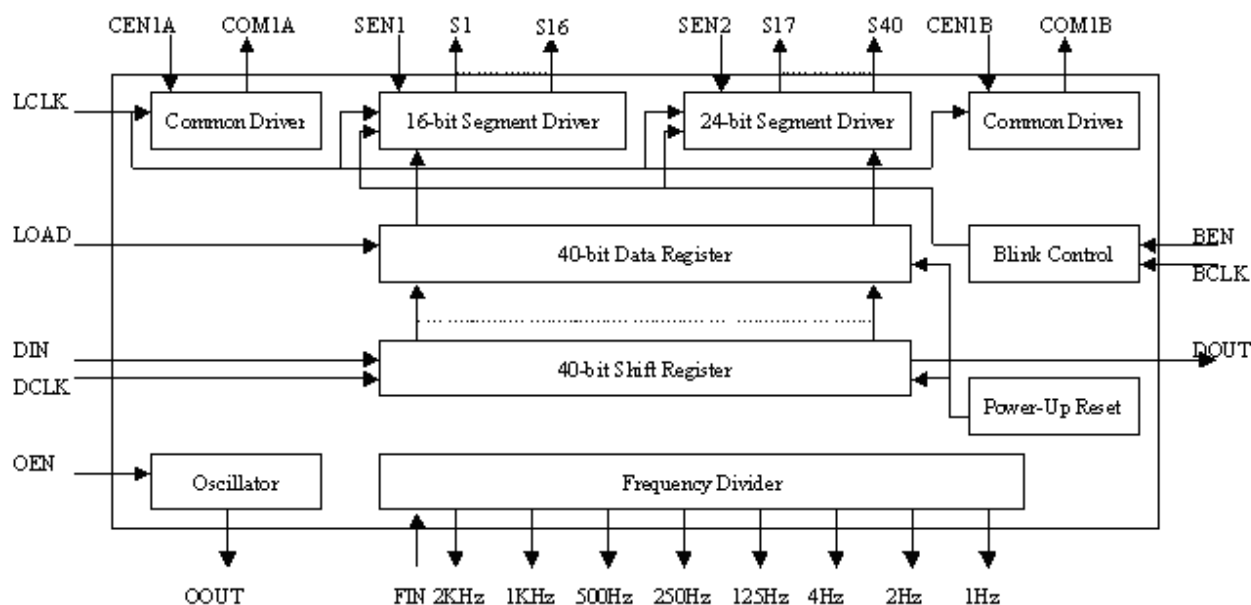 CEN1A COM1A SEN1 S1 S16 SEN2 S17 S40 CEN1B COM1B
LCLK Common Driver 16-bit Segment Driver 24-bit Segment Driver Common Driver
LOAD 40-bit Data Register Blink Control BEN
BCLK
DIN 40-bit Shift Register DOUT
DCLK
Power-Up Reset
OEN Oscillator Frequency Divider
OOUT FIN 2KHz 1KHz 500Hz 250Hz 125Hz 4Hz 2Hz 1Hz